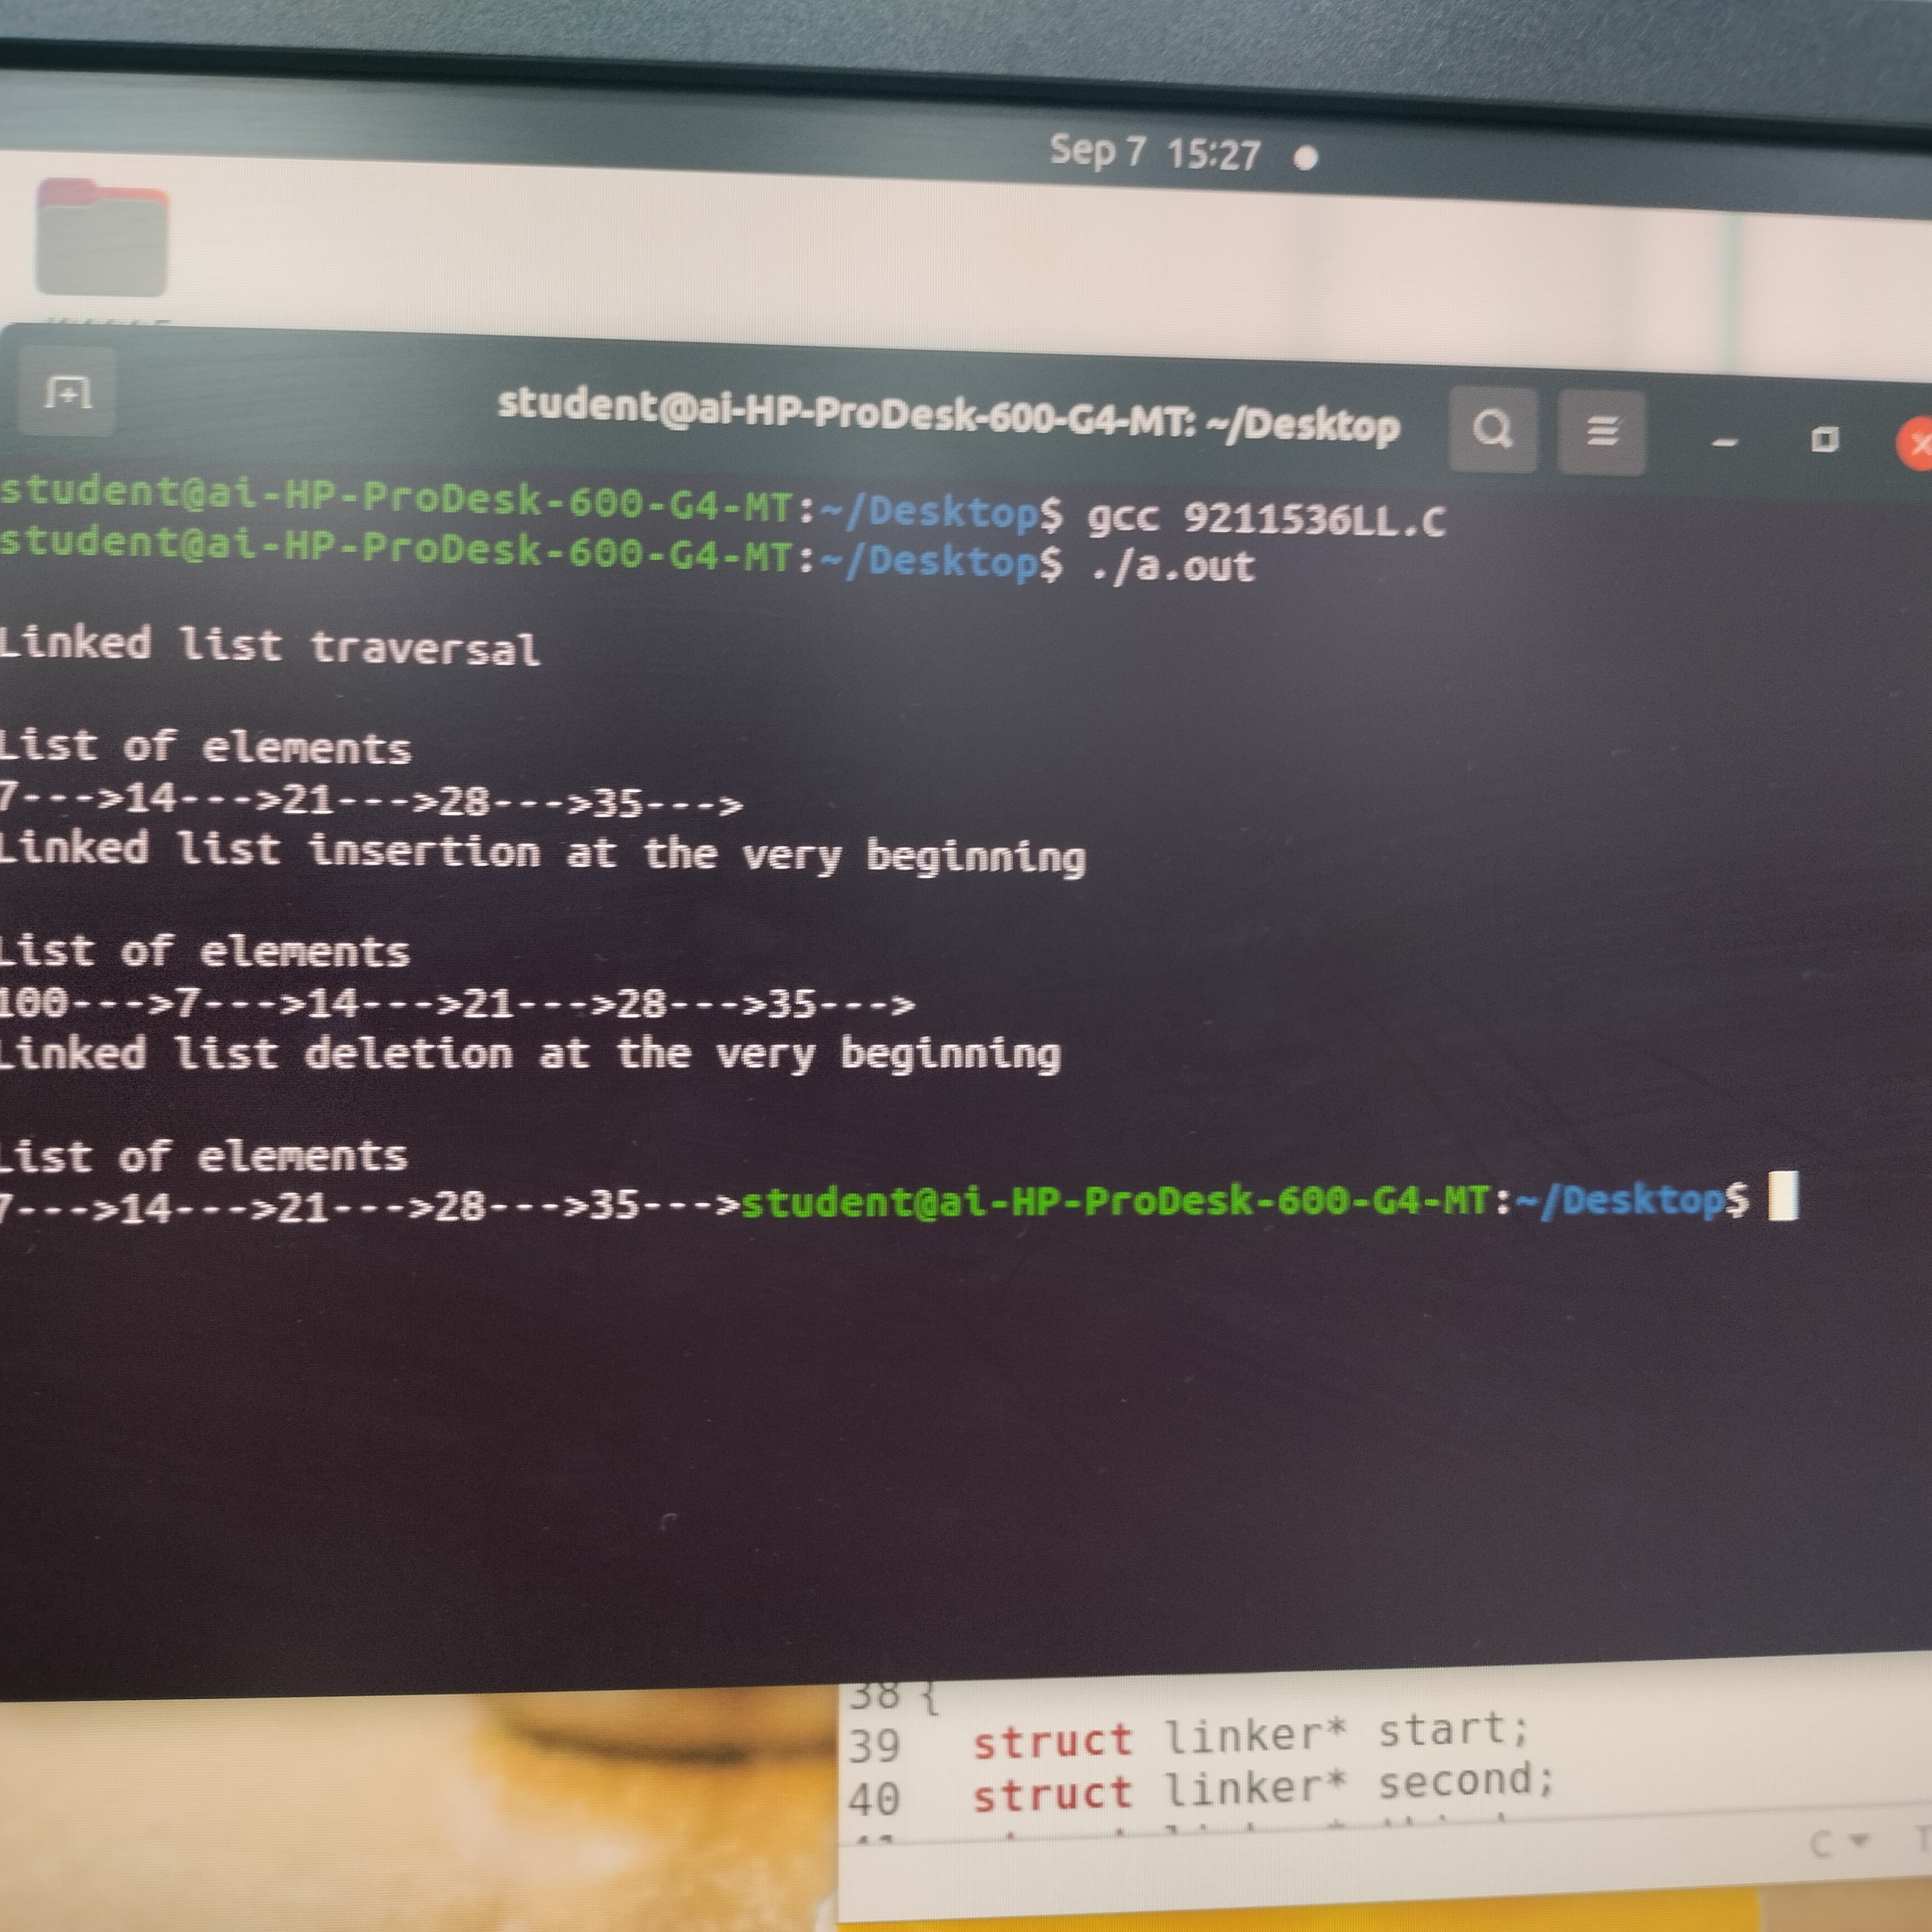 Sep 7 15:27
student@ai-HP-ProDesk-600-G4-MT: ~/Desktop
student@ai-HP-ProDesk-600-G4-MT:~/Desktop$ gcc 9211536LL.C
student@ai-HP-ProDesk-600-G4-MT:~/Desktop$ ./a.out
Linked list traversal
List of elements
7--->14--->21--->28--->35--->
Linked list insertion at the very beginning
List of elements
100--->7--->14--->21--->28--->35--->
Linked list deletion at the very beginning
List of elements
7--->14--->21--->28--->35--->student@ai-HP-ProDesk-600-G4-MT:~/Desktop$
38 {
39 struct linker* start;
40 struct linker* second;
C